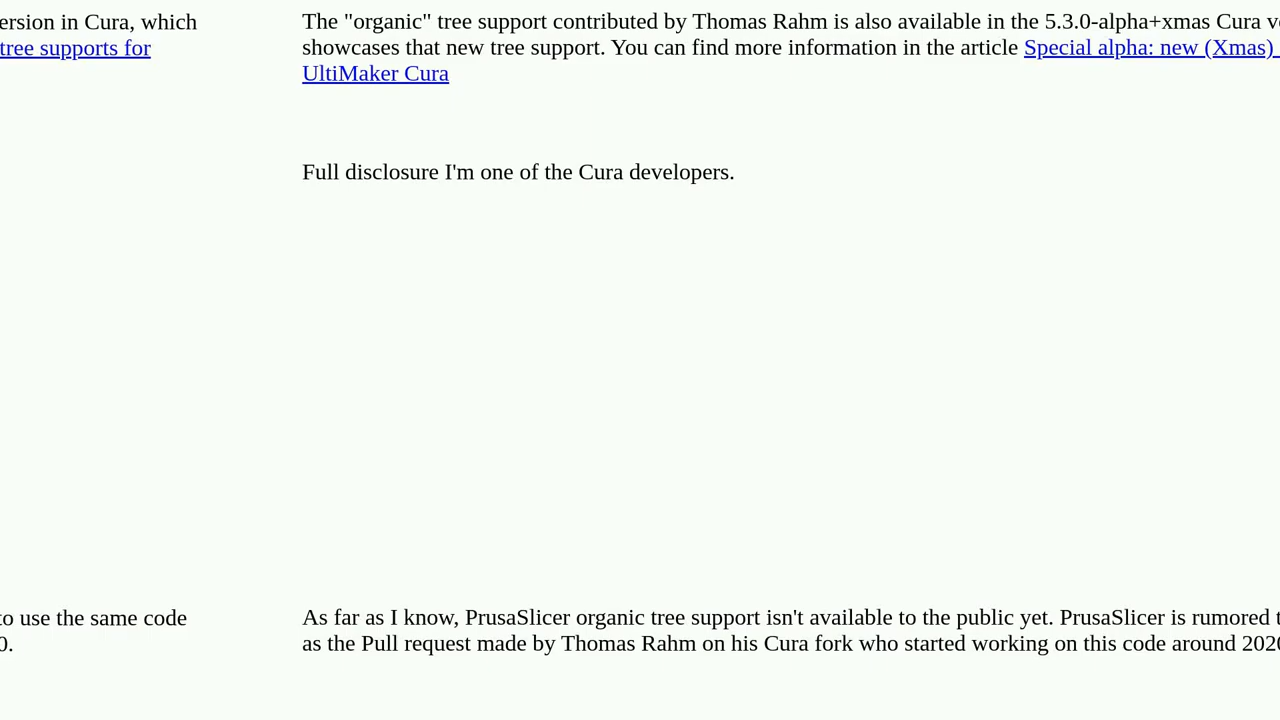 ersion in Cura, which
tree supports for
The "organic" tree support contributed by Thomas Rahm is also available in the 5.3.0-alpha+xmas Cura
showcases that new tree support. You can find more information in the article Special alpha: new (Xmas)
UltiMaker Cura
Full disclosure I'm one of the Cura developers.
to use the same code
0.
As far as I know, PrusaSlicer organic tree support isn't available to the public yet. PrusaSlicer is rumored
as the Pull request made by Thomas Rahm on his Cura fork who started working on this code around 2020